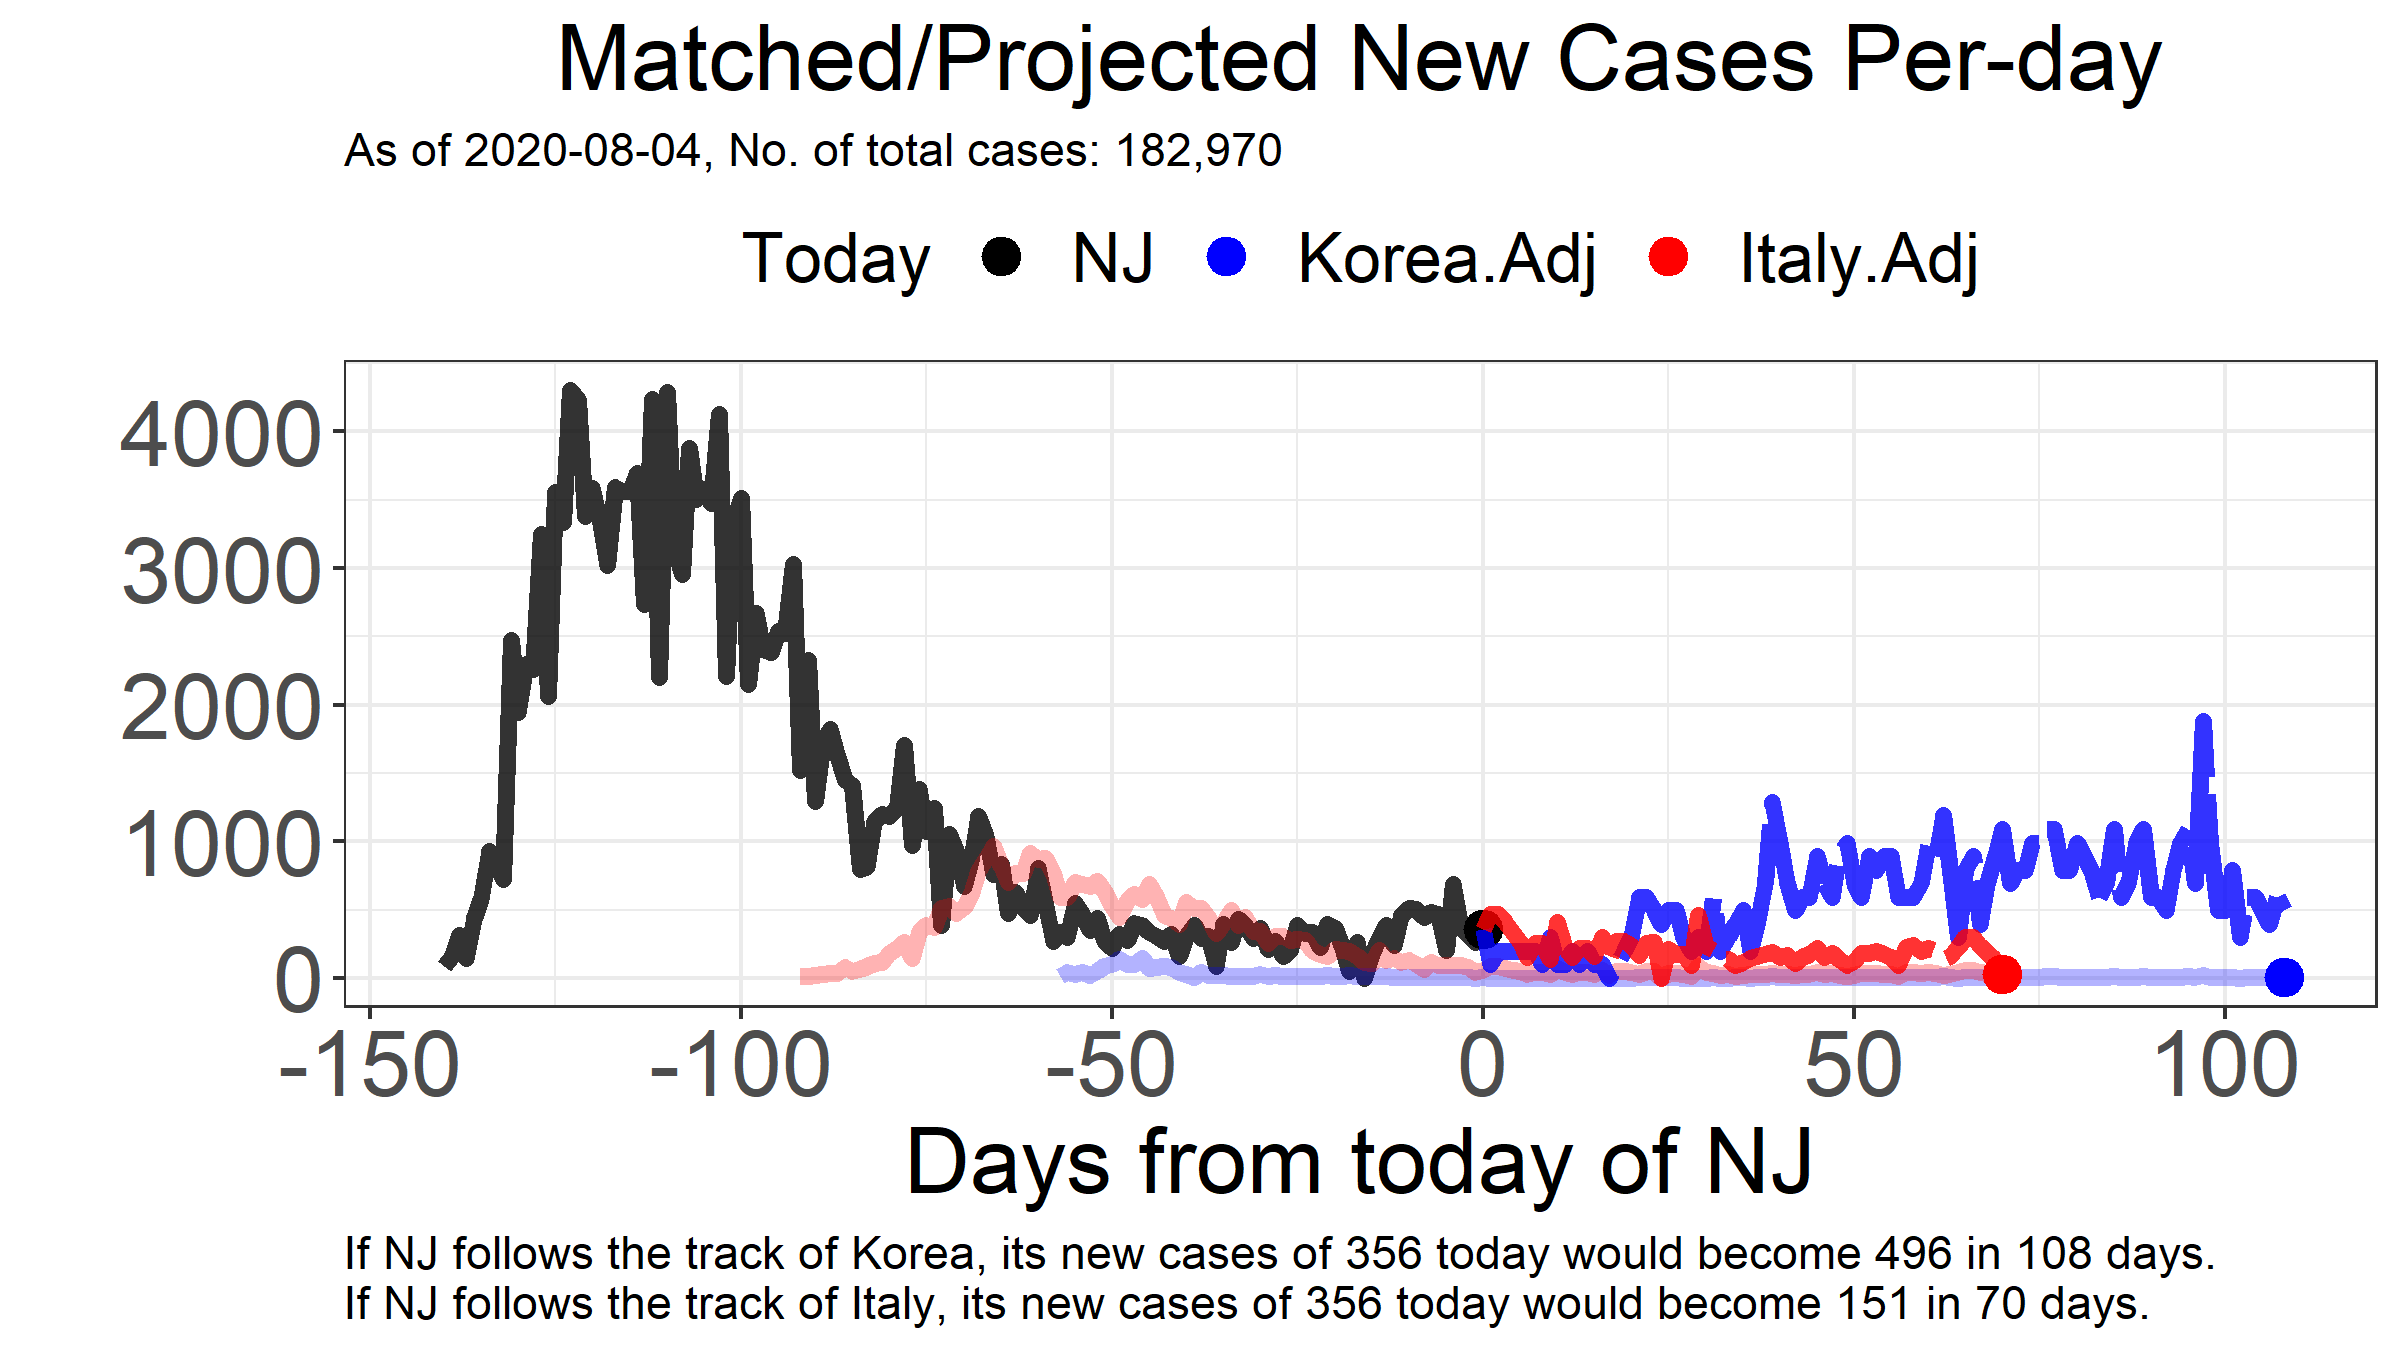 Matched/Projected New Cases Per-day
As of 2020-08-04, No. of total cases: 182,970
Today NJ Korea.Adj Italy.Adj
4000
3000
2000
1000
0
-150 -100 -50 0 50 100
Days from today of NJ
If NJ follows the track of Korea, its new cases of 356 today would become 496 in 108 days.
If NJ follows the track of Italy, its new cases of 356 today would become 151 in 70 days.